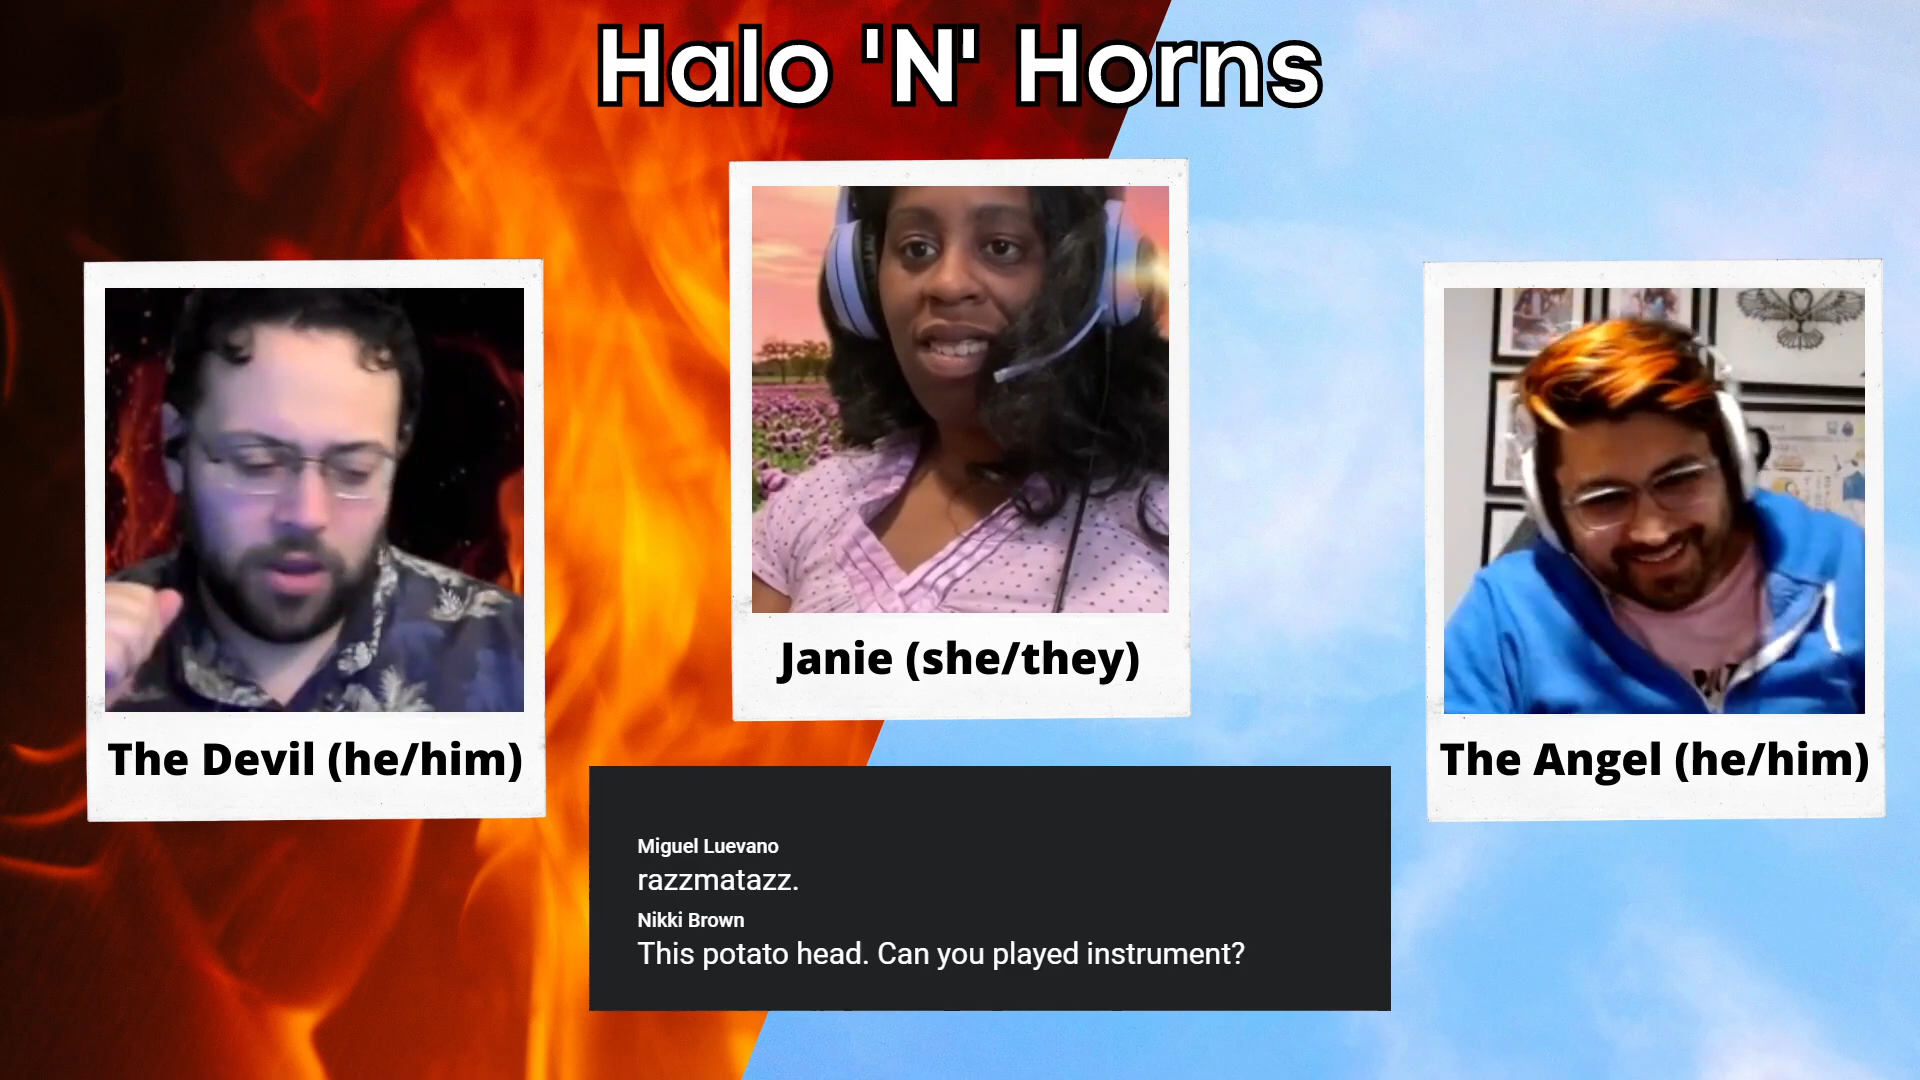 Halo 'N' Horns
Janie (she/they)
The Devil (he/him)
The Angel (he/him)
Miguel Luevano
razzmatazz.
Nikki Brown
This potato head. Can you played instrument?